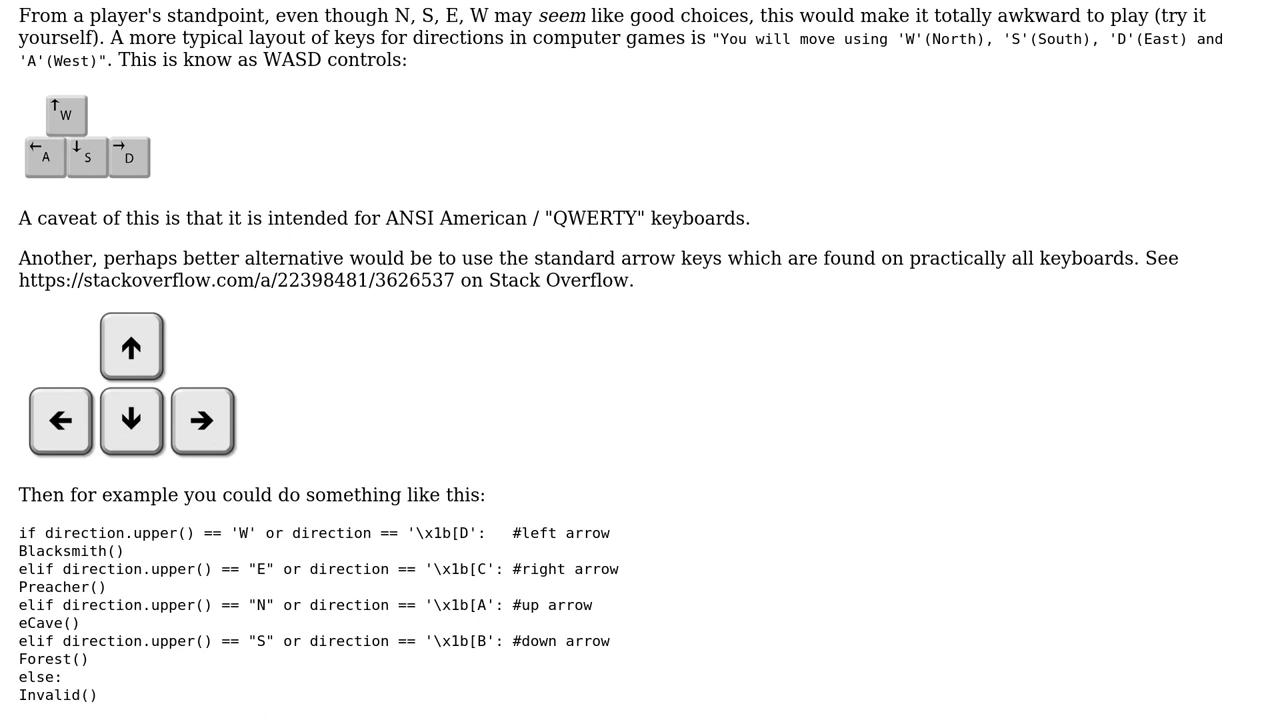 From a player's standpoint, even though N, S, E, W may seem like good choices, this would make it totally awkward to play (try it
yourself). A more typical layout of keys for directions in computer games is "You will move using 'W'(North), 'S'(South), 'D'(East) and
'A'(West)". This is know as WASD controls:
↑ W
← A ↓ S → D
A caveat of this is that it is intended for ANSI American / "QWERTY" keyboards.
Another, perhaps better alternative would be to use the standard arrow keys which are found on practically all keyboards. See
https://stackoverflow.com/a/22398481/3626537 on Stack Overflow.
↑
← ↓ →
Then for example you could do something like this:
if direction.upper() == 'W' or direction == '\x1b[D':   #left arrow
Blacksmith()
elif direction.upper() == "E" or direction == '\x1b[C': #right arrow
Preacher()
elif direction.upper() == "N" or direction == '\x1b[A': #up arrow
eCave()
elif direction.upper() == "S" or direction == '\x1b[B': #down arrow
Forest()
else:
Invalid()